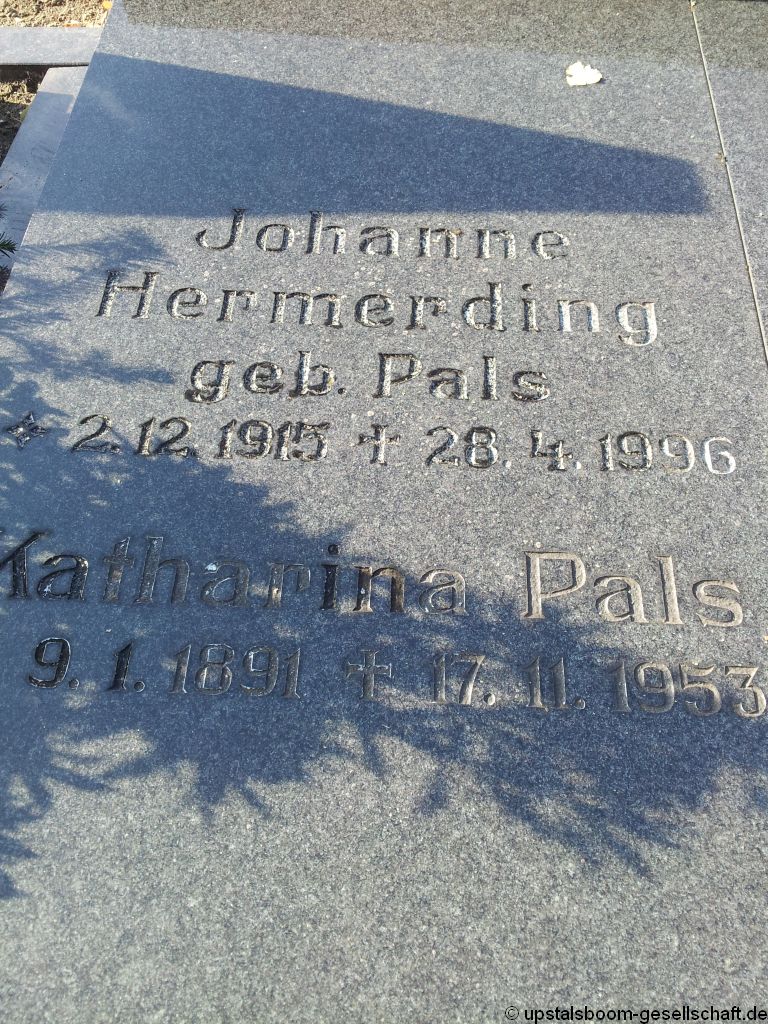 Johanne
Hermerding
geb. Pals
* 2.12.1915 † 28.4.1996
Katharina Pals
9.1.1891 † 17.11.1953
© upstalsboom-gesellschaft.de